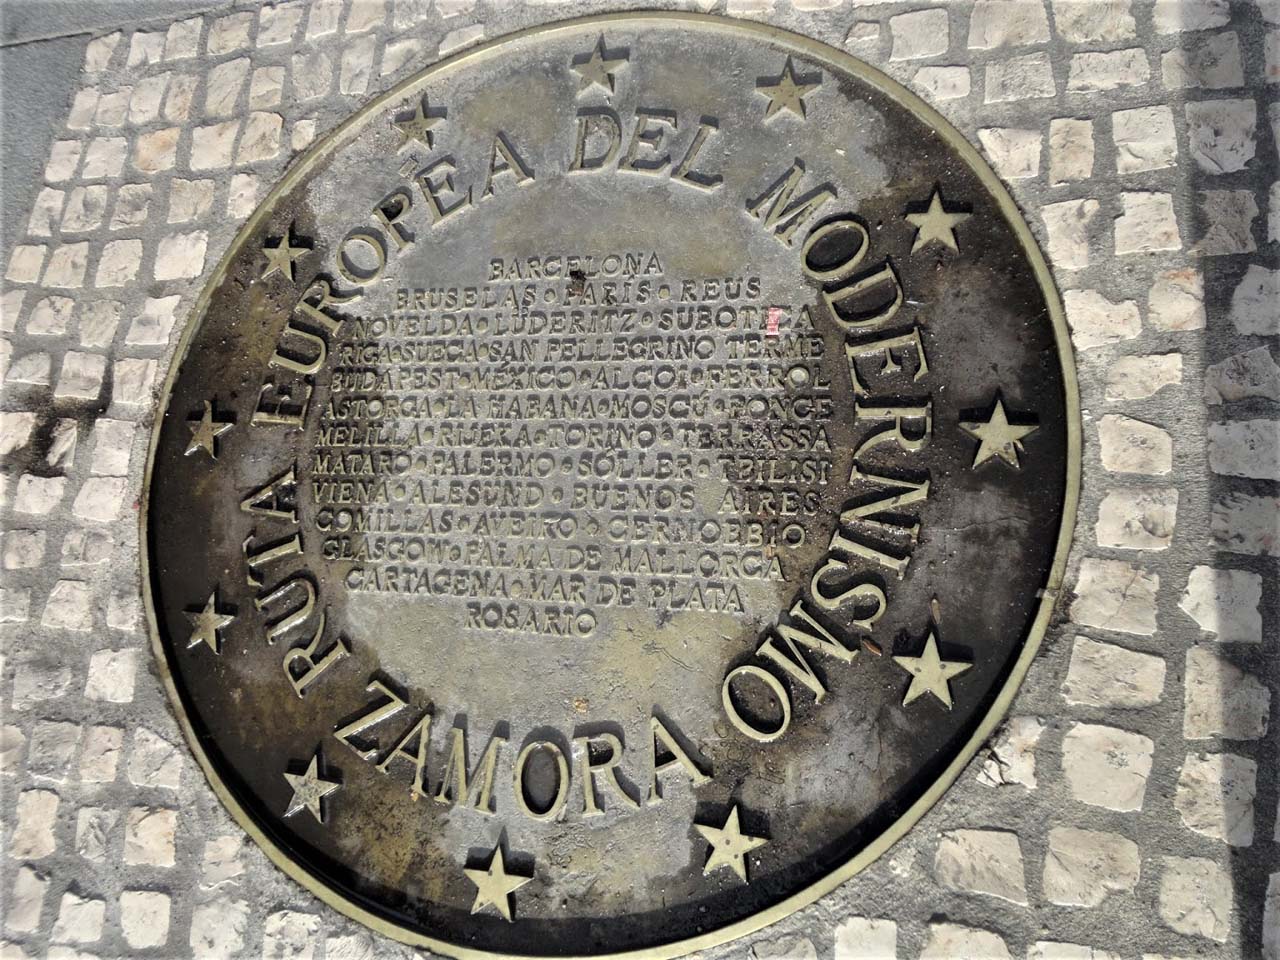 RUTA EUROPEA DEL MODERNISMO
BARCELONA
BRUSELAS · PARIS · REUS
NOVELDA · LÜDERITZ · SUBOTICA
RIGA · SUECA · SAN PELLEGRINO TERME
BUDAPEST · MÉXICO · ALCOI · FERROL
ASTORGA · LA HABANA · MOSCÚ · PONCE
MELILLA · RIJEKA · TORINO · TERRASSA
MATARO · PALERMO · SÓLLER · TBILISI
VIENA · ALESUND · BUENOS AIRES
COMILLAS · AVEIRO · CERNOBBIO
GLASGOW · PALMA DE MALLORCA
CARTAGENA · MAR DE PLATA
ROSARIO
ZAMORA